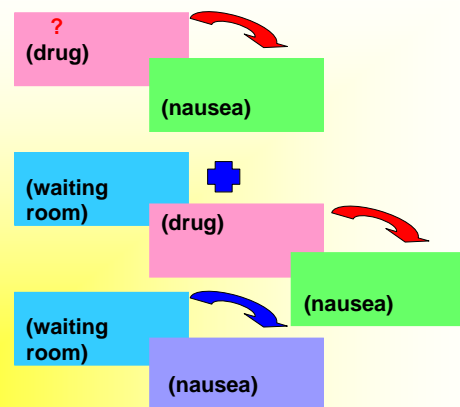 ?
(drug)
(nausea)
(waiting
room)
(drug)
(nausea)
(waiting
room)
(nausea)